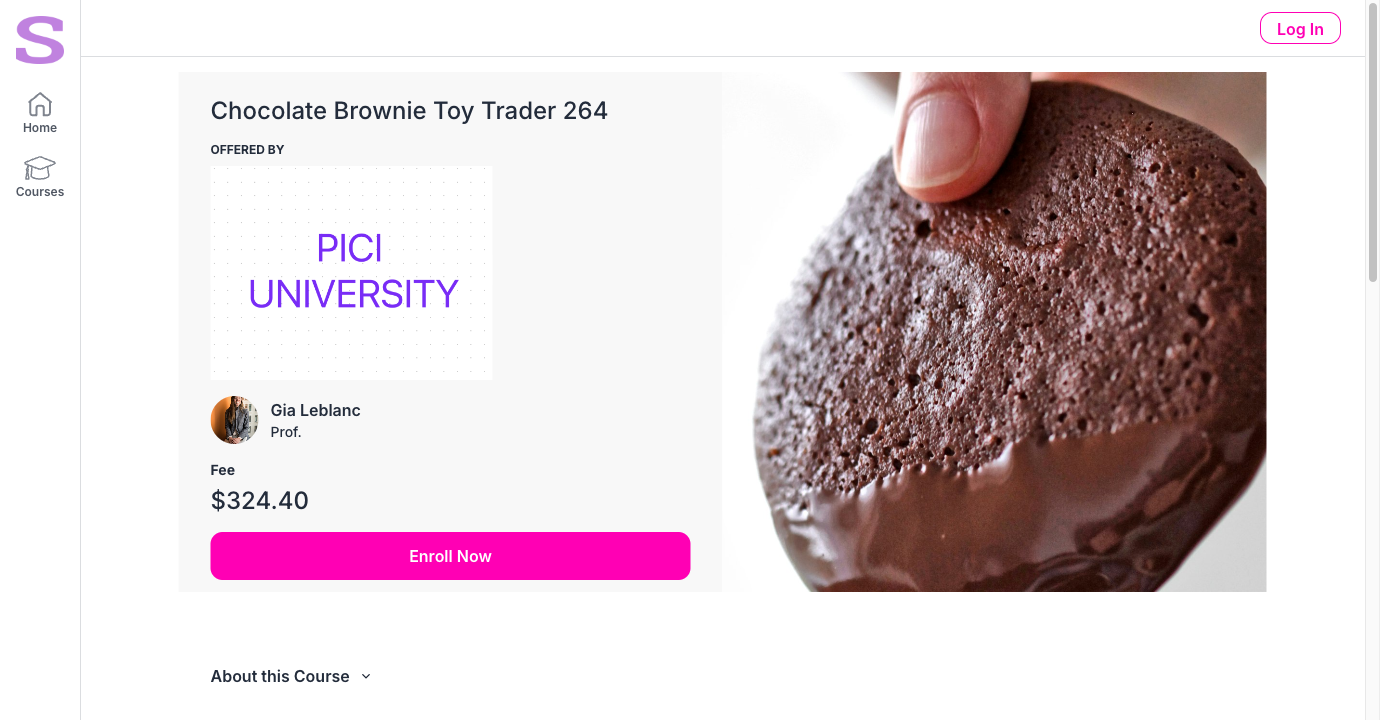 S
Log In
Home
Courses
Chocolate Brownie Toy Trader 264
OFFERED BY
PICI
UNIVERSITY
Gia Leblanc
Prof.
Fee
$324.40
Enroll Now
About this Course